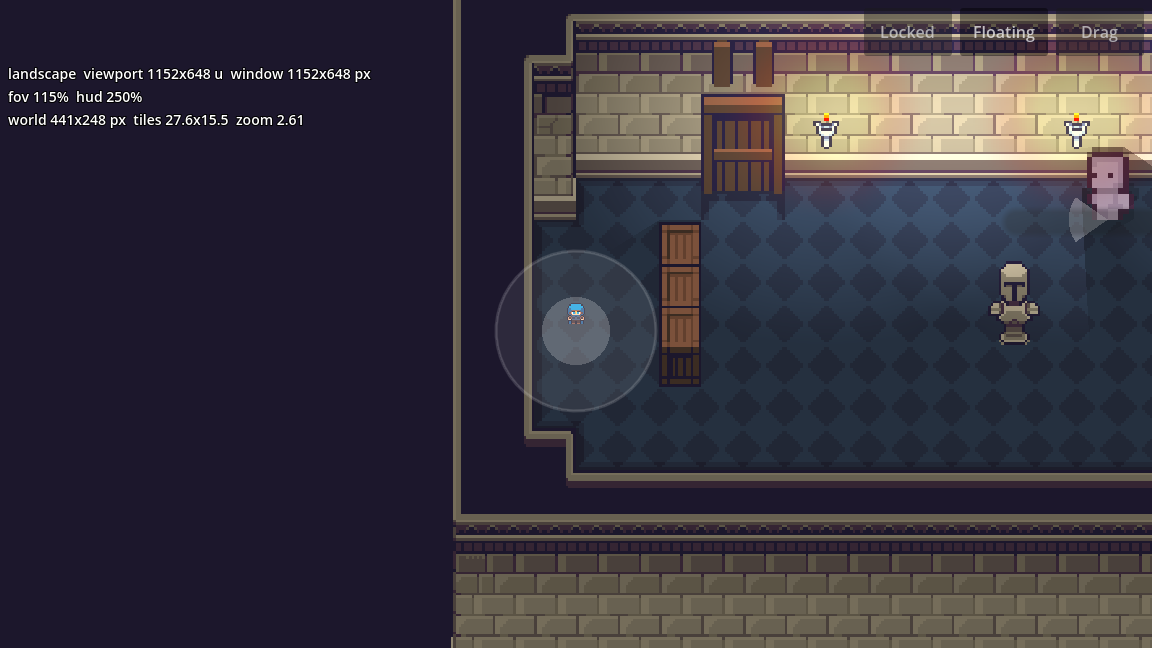 Locked Floating Drag
landscape viewport 1152x648 u window 1152x648 px
fov 115% hud 250%
world 441x248 px tiles 27.6x15.5 zoom 2.61